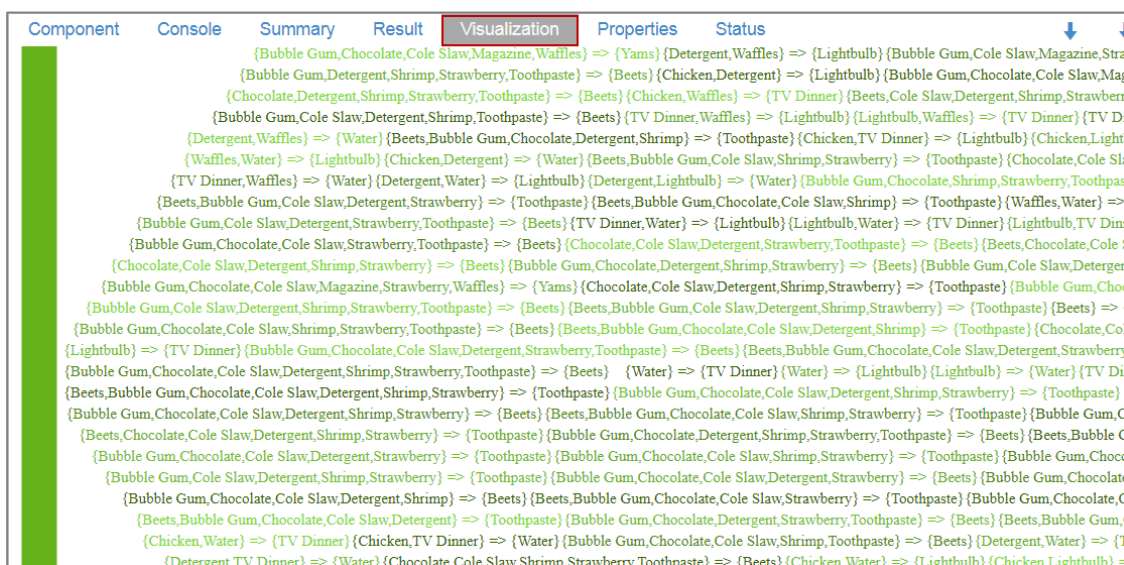 Component Console Summary Result Visualization Properties Status
{Bubble Gum,Chocolate,Cole Slaw,Magazine,Waffles} => {Yams} {Detergent,Waffles} => {Lightbulb} {Bubble Gum,Cole Slaw,Magazine,Stra
{Bubble Gum,Detergent,Shrimp,Strawberry,Toothpaste} => {Beets} {Chicken,Detergent} => {Lightbulb} {Bubble Gum,Chocolate,Cole Slaw,Mag
{Chocolate,Detergent,Shrimp,Strawberry,Toothpaste} => {Beets} {Chicken,Waffles} => {TV Dinner} {Beets,Cole Slaw,Detergent,Shrimp,Strawberr
{Bubble Gum,Cole Slaw,Detergent,Shrimp,Toothpaste} => {Beets} {TV Dinner,Waffles} => {Lightbulb} {Lightbulb,Waffles} => {TV Dinner} {TV D
{Detergent,Waffles} => {Water} {Beets,Bubble Gum,Chocolate,Detergent,Shrimp} => {Toothpaste} {Chicken,TV Dinner} => {Lightbulb} {Chicken,Light
{Waffles,Water} => {Lightbulb} {Chicken,Detergent} => {Water} {Beets,Bubble Gum,Cole Slaw,Shrimp,Strawberry} => {Toothpaste} {Chocolate,Cole Sl
{TV Dinner,Waffles} => {Water} {Detergent,Water} => {Lightbulb} {Detergent,Lightbulb} => {Water} {Bubble Gum,Chocolate,Shrimp,Strawberry,Toothpas
{Beets,Bubble Gum,Cole Slaw,Detergent,Strawberry} => {Toothpaste} {Beets,Bubble Gum,Chocolate,Cole Slaw,Shrimp} => {Toothpaste} {Waffles,Water} =>
{Bubble Gum,Cole Slaw,Detergent,Strawberry,Toothpaste} => {Beets} {TV Dinner,Water} => {Lightbulb} {Lightbulb,Water} => {TV Dinner} {Lightbulb,TV Din
{Bubble Gum,Chocolate,Cole Slaw,Strawberry,Toothpaste} => {Beets} {Chocolate,Cole Slaw,Detergent,Strawberry,Toothpaste} => {Beets} {Beets,Chocolate,Cole
{Chocolate,Cole Slaw,Detergent,Shrimp,Strawberry} => {Beets} {Bubble Gum,Chocolate,Detergent,Shrimp,Strawberry} => {Beets} {Bubble Gum,Cole Slaw,Deterge
{Bubble Gum,Chocolate,Cole Slaw,Magazine,Strawberry,Waffles} => {Yams} {Chocolate,Cole Slaw,Detergent,Shrimp,Strawberry} => {Toothpaste} {Bubble Gum,Cho
{Bubble Gum,Cole Slaw,Detergent,Shrimp,Strawberry,Toothpaste} => {Beets} {Beets,Bubble Gum,Cole Slaw,Detergent,Shrimp,Strawberry} => {Toothpaste} {Beets} =>
{Bubble Gum,Chocolate,Cole Slaw,Shrimp,Strawberry,Toothpaste} => {Beets} {Beets,Bubble Gum,Chocolate,Cole Slaw,Detergent,Shrimp} => {Toothpaste} {Chocolate,Co
{Lightbulb} => {TV Dinner} {Bubble Gum,Chocolate,Cole Slaw,Detergent,Strawberry,Toothpaste} => {Beets} {Beets,Bubble Gum,Chocolate,Cole Slaw,Detergent,Strawberry
{Bubble Gum,Chocolate,Cole Slaw,Detergent,Shrimp,Strawberry,Toothpaste} => {Beets} {Water} => {TV Dinner} {Water} => {Lightbulb} {Lightbulb} => {Water} {TV Di
{Beets,Bubble Gum,Chocolate,Cole Slaw,Detergent,Shrimp,Strawberry} => {Toothpaste} {Bubble Gum,Chocolate,Cole Slaw,Detergent,Shrimp,Strawberry} => {Toothpaste}
{Bubble Gum,Chocolate,Cole Slaw,Detergent,Shrimp,Strawberry} => {Beets} {Beets,Bubble Gum,Chocolate,Cole Slaw,Shrimp,Strawberry} => {Toothpaste} {Bubble Gum,C
{Beets,Chocolate,Cole Slaw,Detergent,Shrimp,Strawberry} => {Toothpaste} {Bubble Gum,Chocolate,Detergent,Shrimp,Strawberry,Toothpaste} => {Beets} {Beets,Bubble
{Bubble Gum,Chocolate,Cole Slaw,Detergent,Strawberry} => {Toothpaste} {Bubble Gum,Chocolate,Cole Slaw,Shrimp,Strawberry} => {Toothpaste} {Bubble Gum,Choc
{Bubble Gum,Cole Slaw,Detergent,Shrimp,Strawberry} => {Toothpaste} {Bubble Gum,Cole Slaw,Detergent,Shrimp,Strawberry} => {Beets} {Bubble Gum,Chocolate
{Bubble Gum,Chocolate,Cole Slaw,Detergent,Shrimp} => {Beets} {Beets,Bubble Gum,Chocolate,Cole Slaw,Strawberry} => {Toothpaste} {Bubble Gum,Chocolate,C
{Beets,Bubble Gum,Chocolate,Cole Slaw,Detergent} => {Toothpaste} {Bubble Gum,Chocolate,Detergent,Strawberry,Toothpaste} => {Beets} {Beets,Bubble Gum,
{Chicken,Water} => {TV Dinner} {Chicken,TV Dinner} => {Water} {Bubble Gum,Chocolate,Cole Slaw,Shrimp,Toothpaste} => {Beets} {Detergent,Water} => {T
{Detergent,TV Dinner} => {Water} {Chocolate,Cole Slaw,Shrimp,Strawberry,Toothpaste} => {Beets} {Chicken,Water} => {Lightbulb} {Chicken,Lightbulb} =